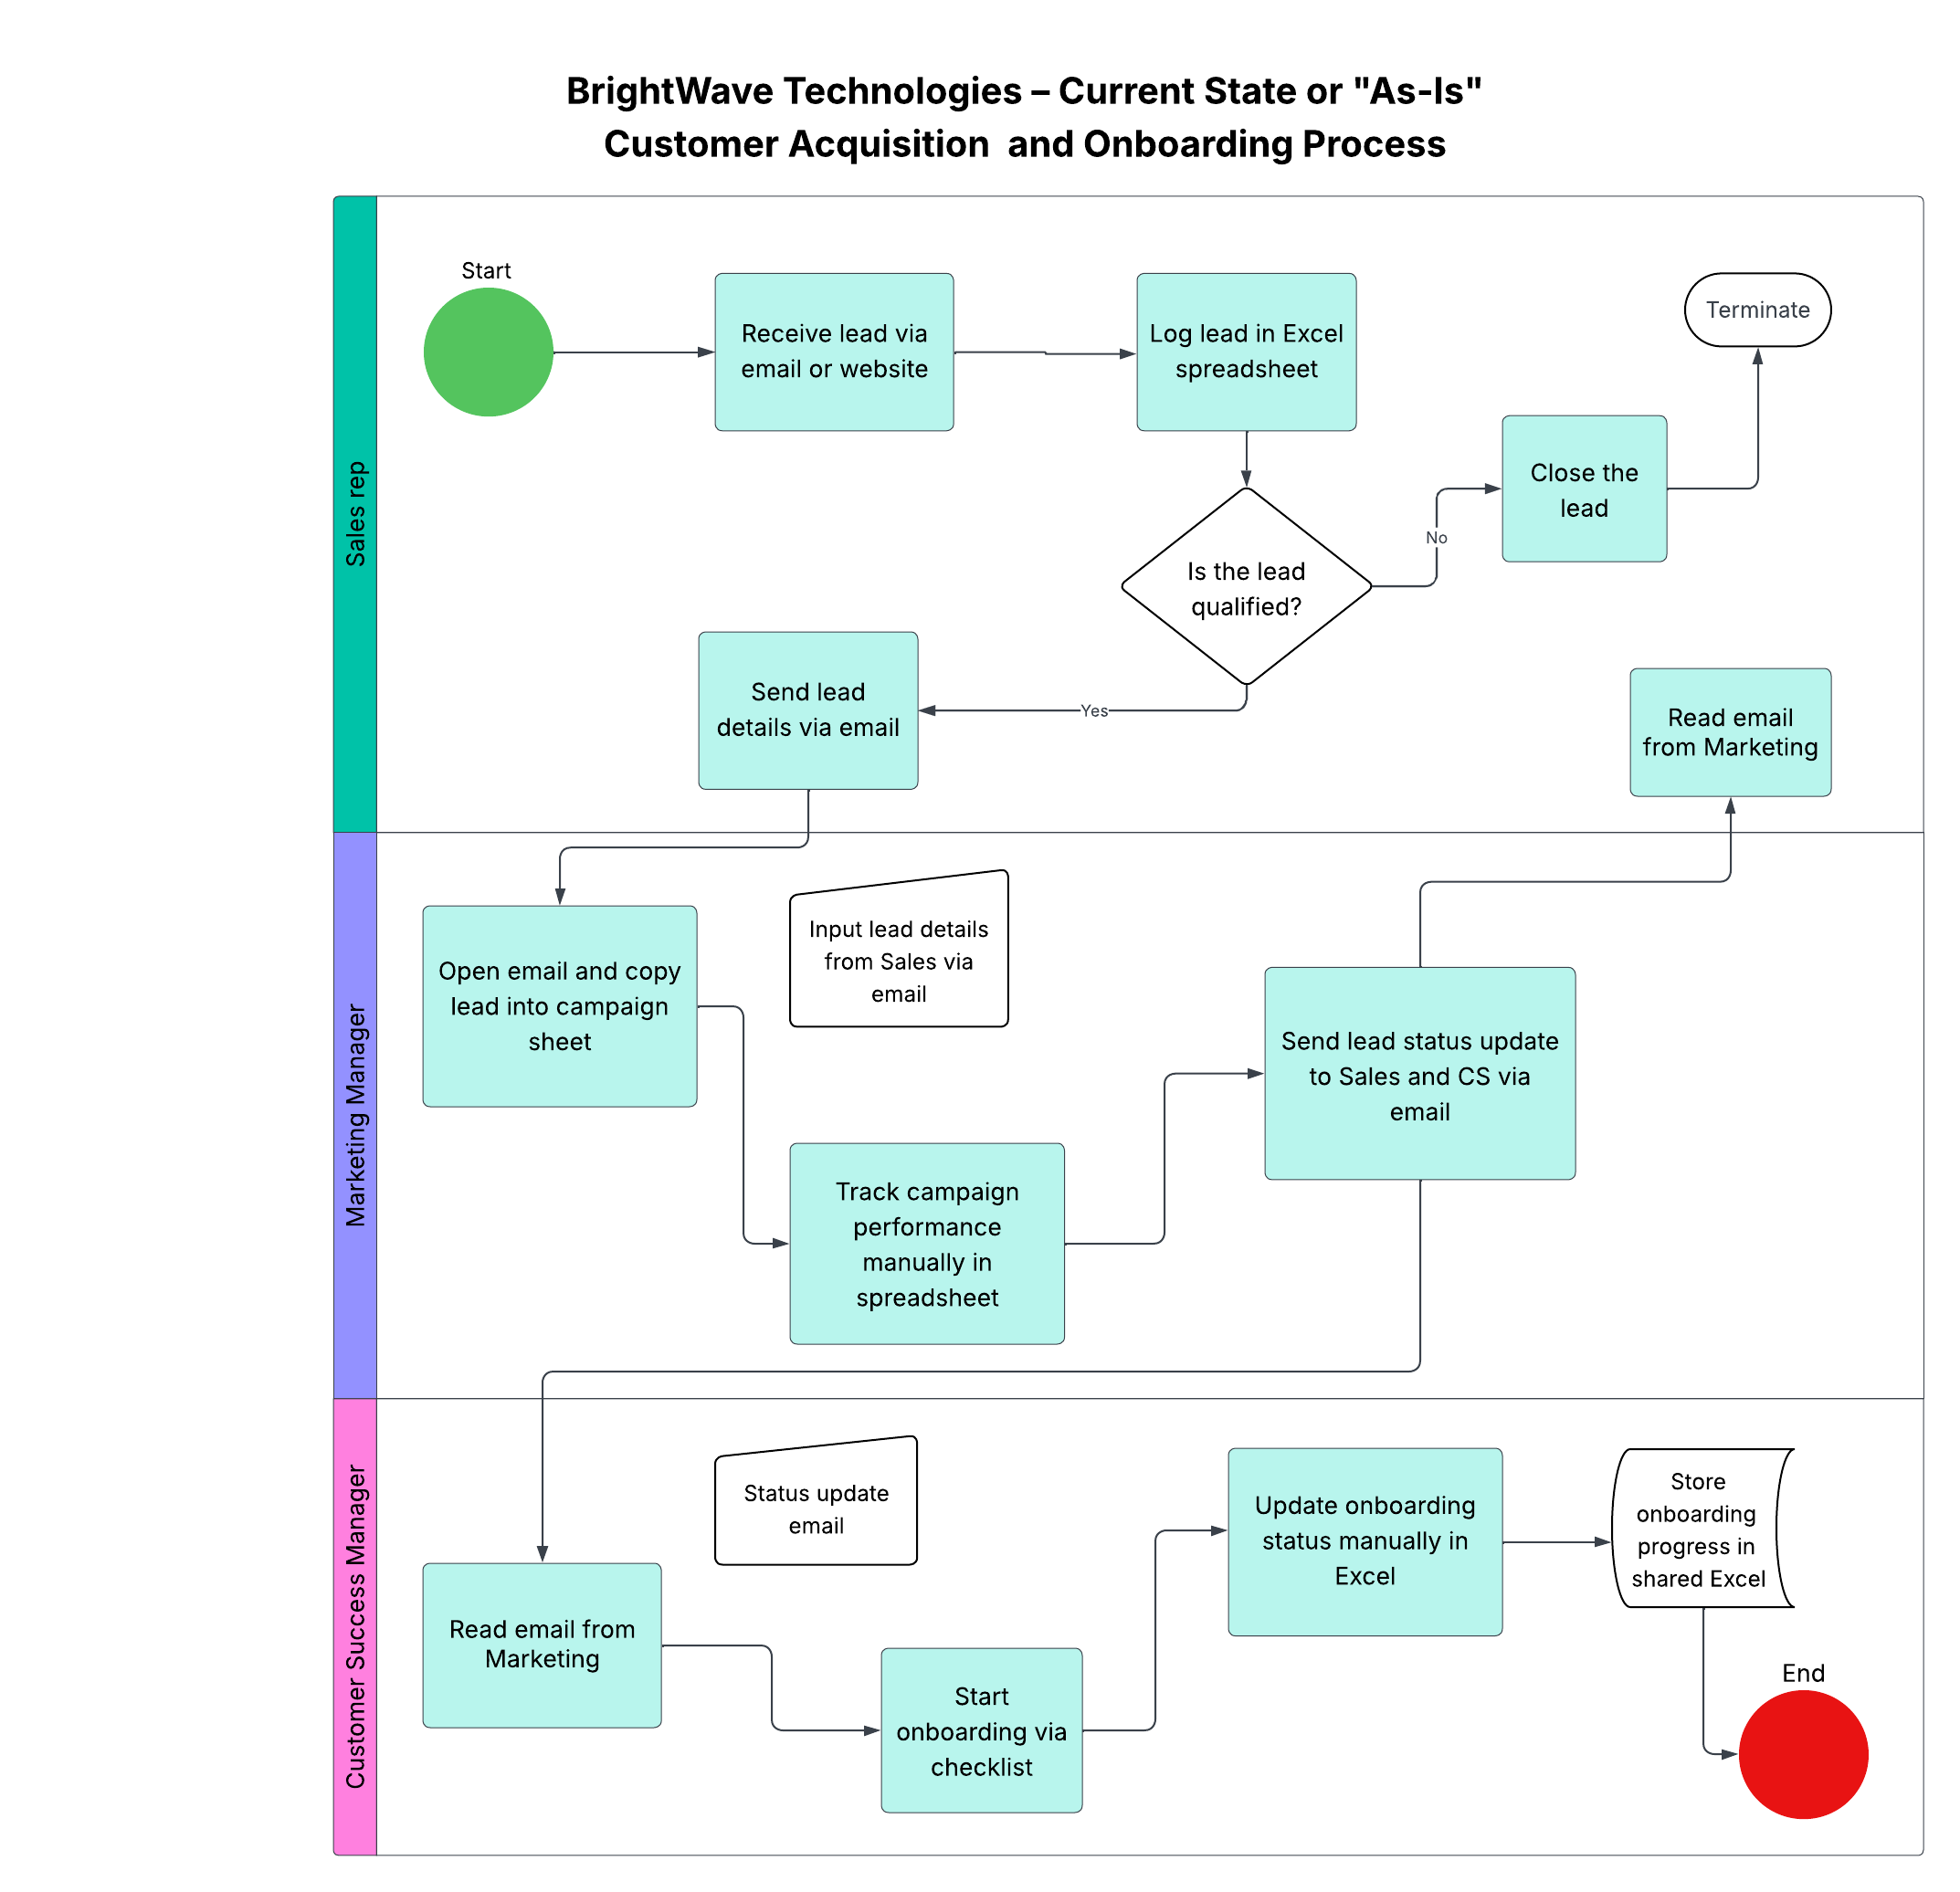 BrightWave Technologies – Current State or "As-Is"
Customer Acquisition  and Onboarding Process
Sales rep
Start
Receive lead via
email or website
Log lead in Excel
spreadsheet
Terminate
Close the
lead
No
Is the lead
qualified?
Yes
Send lead
details via email
Read email
from Marketing
Marketing Manager
Open email and copy
lead into campaign
sheet
Input lead details
from Sales via
email
Send lead status update
to Sales and CS via
email
Track campaign
performance
manually in
spreadsheet
Customer Success Manager
Status update
email
Read email from
Marketing
Start
onboarding via
checklist
Update onboarding
status manually in
Excel
Store
onboarding
progress in
shared Excel
End